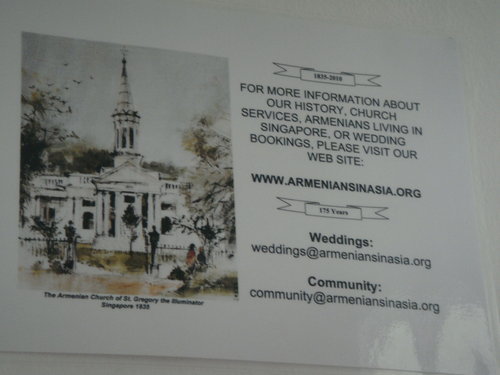 The Armenian Church of St. Gregory the Illuminator
Singapore 1835
1835-2010
FOR MORE INFORMATION ABOUT
OUR HISTORY, CHURCH
SERVICES, ARMENIANS LIVING IN
SINGAPORE, OR WEDDING
BOOKINGS, PLEASE VISIT OUR
WEB SITE:
WWW.ARMENIANSINASIA.ORG
175 Years
Weddings:
weddings@armeniansinasia.org
Community:
community@armeniansinasia.org